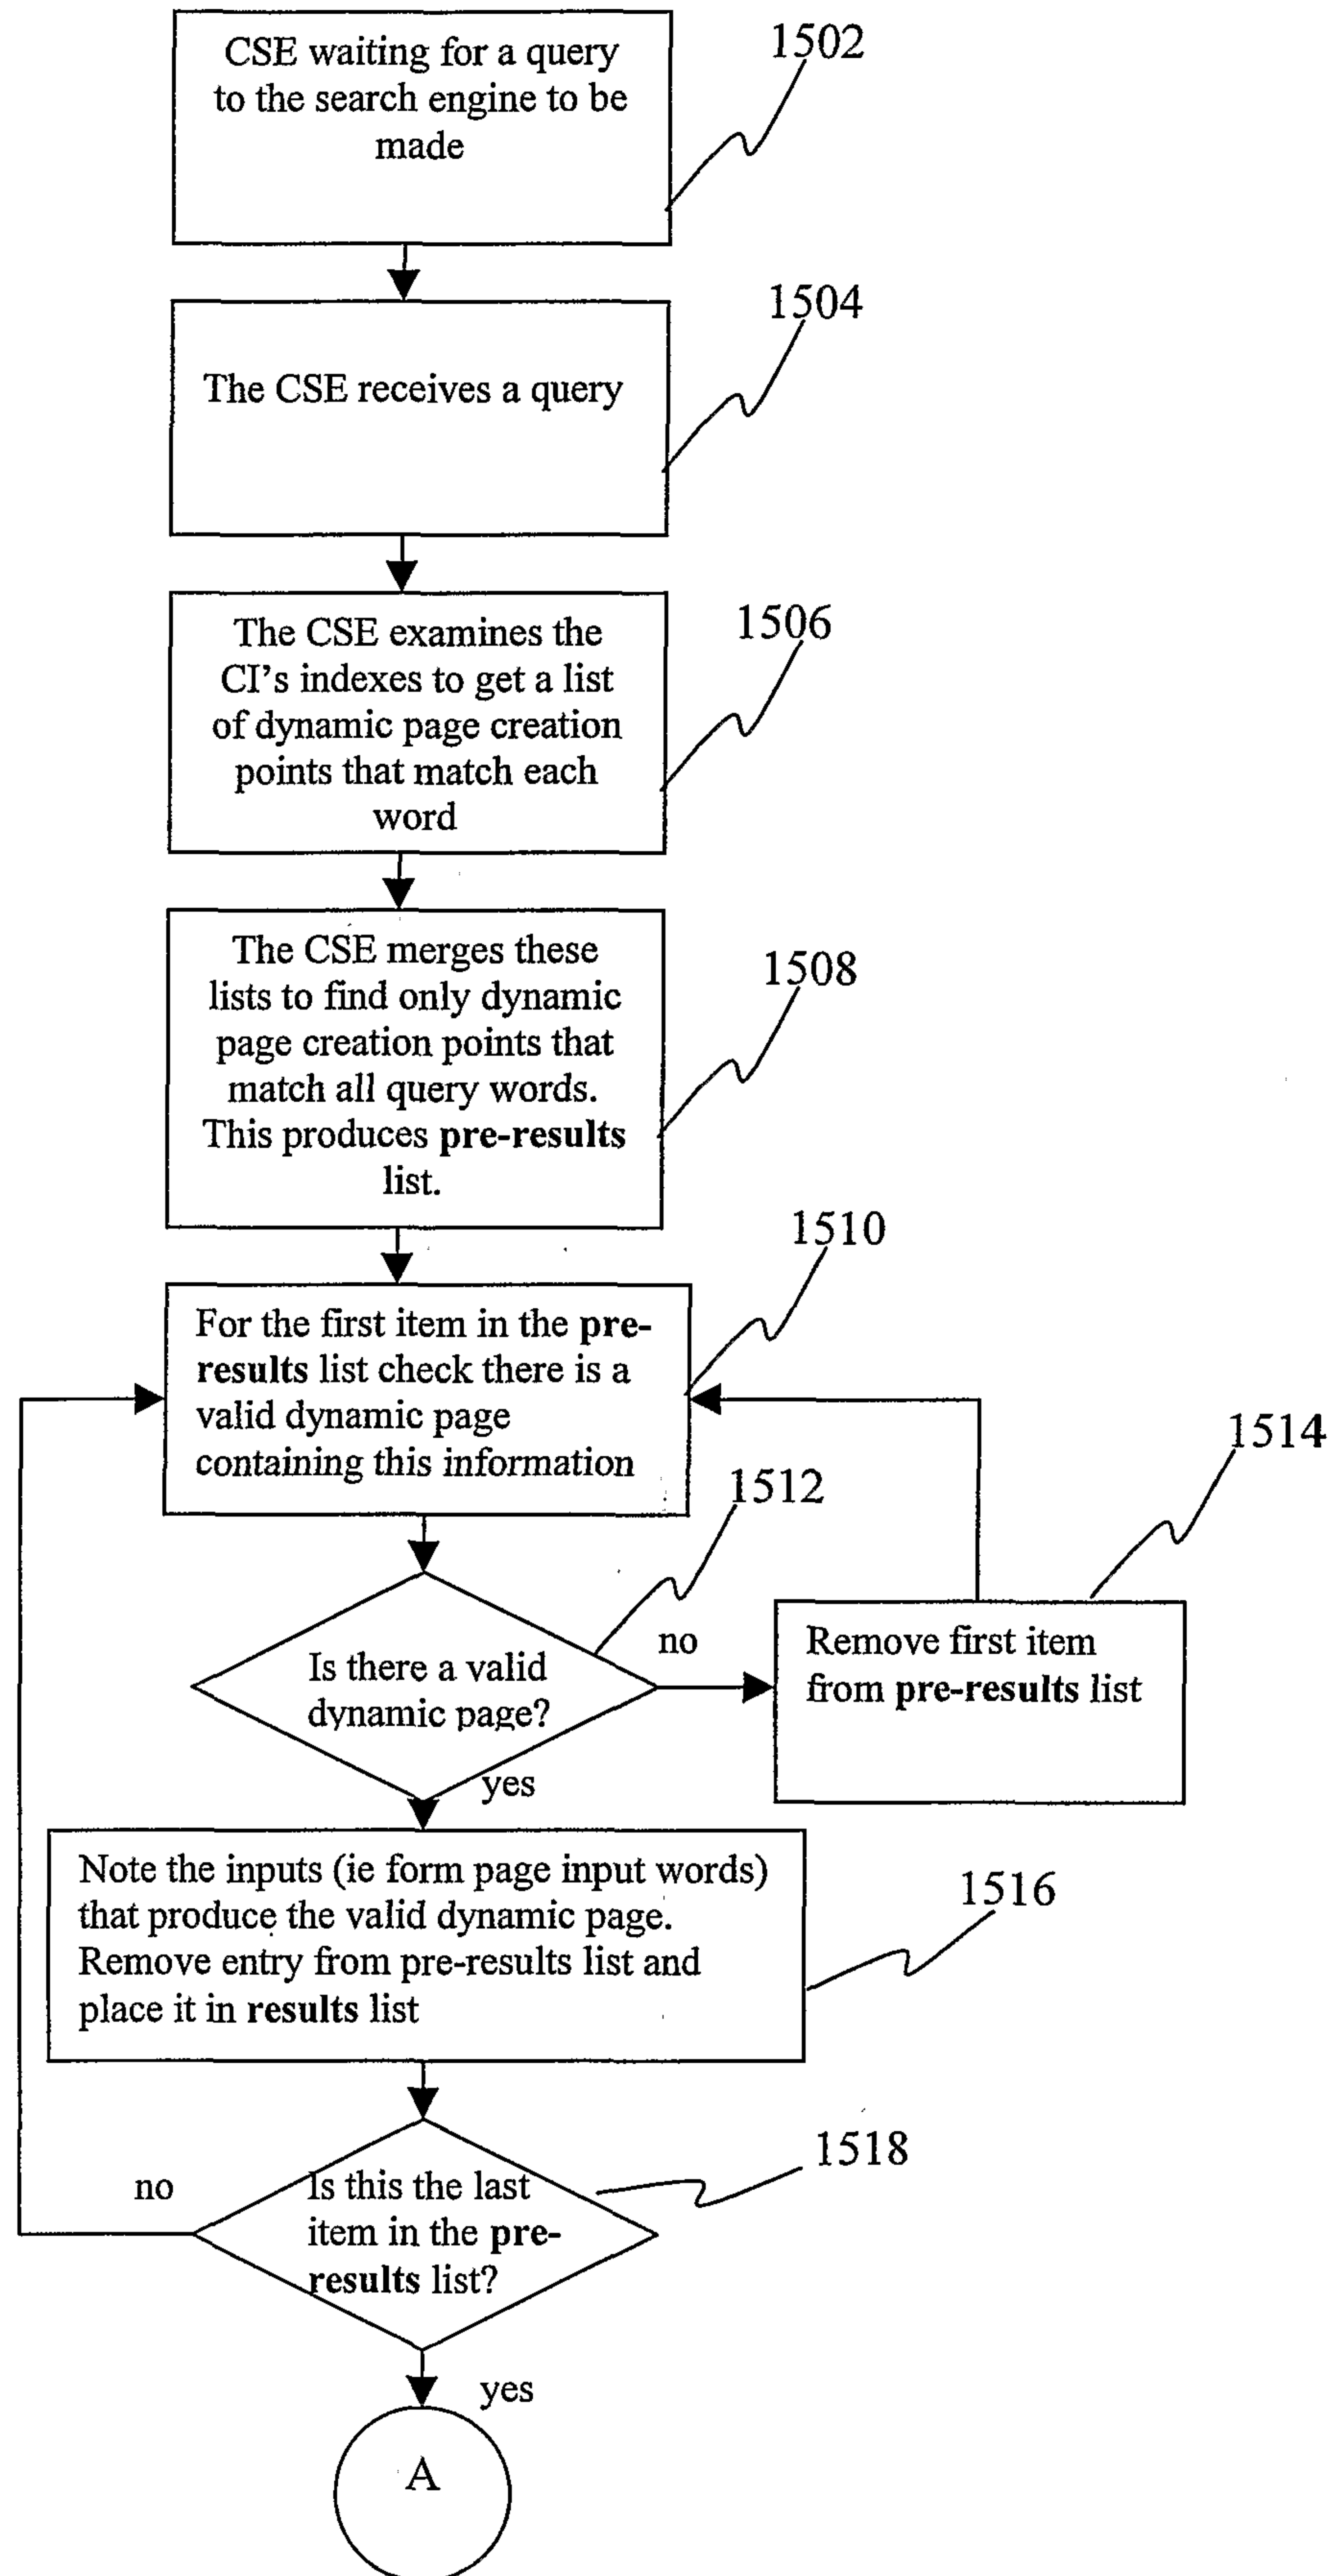 CSE waiting for a query
to the search engine to be
made
1502
1504
The CSE receives a query
1506
The CSE examines the
CI's indexes to get a list
of dynamic page creation
points that match each
word
1508
The CSE merges these
lists to find only dynamic
page creation points that
match all query words.
This produces pre-results
list.
1510
For the first item in the pre-
results list check there is a
valid dynamic page
containing this information
1512
1514
Is there a valid
dynamic page?
no
Remove first item
from pre-results list
yes
Note the inputs (ie form page input words)
that produce the valid dynamic page.
Remove entry from pre-results list and
place it in results list
1516
1518
no
Is this the last
item in the pre-
results list?
yes
A